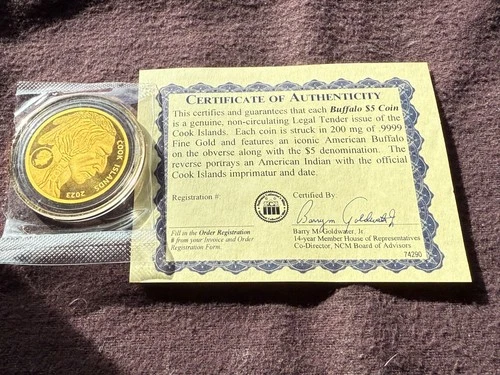 COOK ISLANDS 2022
CERTIFICATE OF AUTHENTICITY
This certifies and guarantees that each Buffalo $5 Coin
is a genuine, non-circulating Legal Tender issue of the
Cook Islands. Each coin is struck in 200 mg of .9999
Fine Gold and features an iconic American Buffalo
on the obverse along with the $5 denomination. The
reverse portrays an American Indian with the official
Cook Islands imprimatur and date.
Registration #:
Certified By
Barry M Goldwater Jr
Fill in the Order Registration
# from your Invoice and Order
Registration Form.
Barry M. Goldwater, Jr.
14-year Member House of Representatives
Co-Director, NCM Board of Advisors
74290